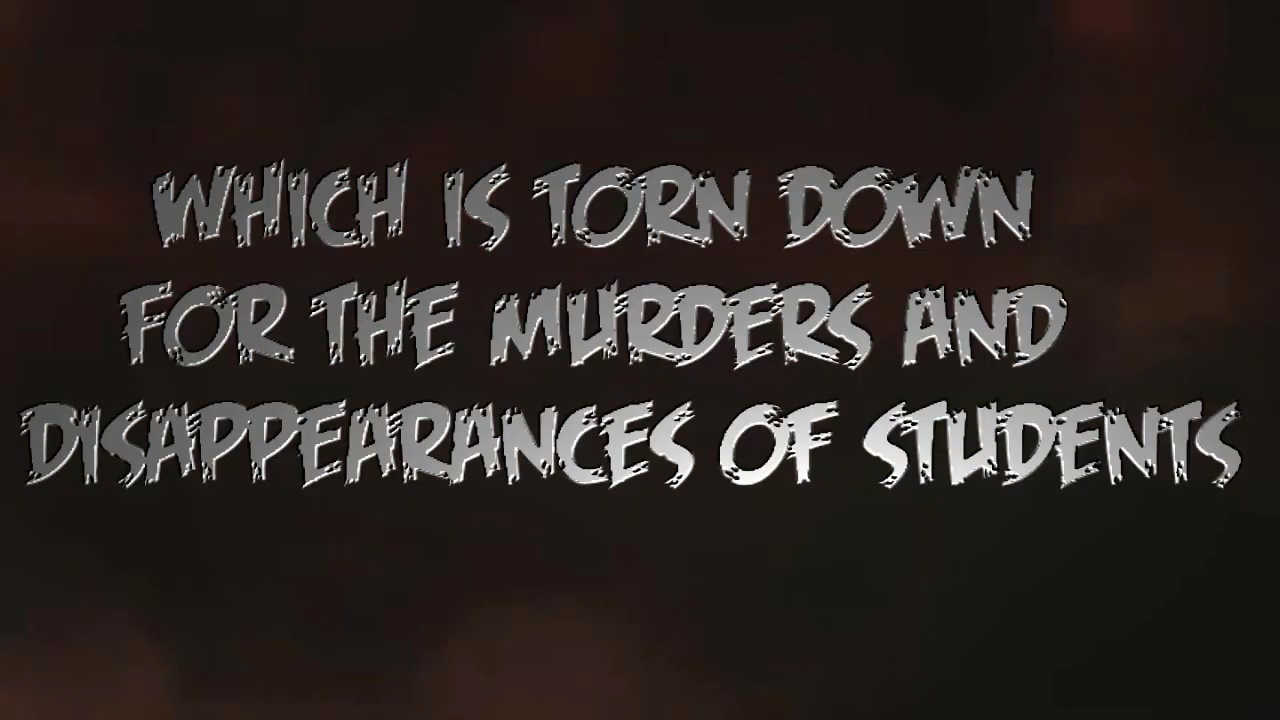 WHICH IS TORN DOWN
FOR THE MURDERS AND
DISAPPEARANCES OF STUDENTS